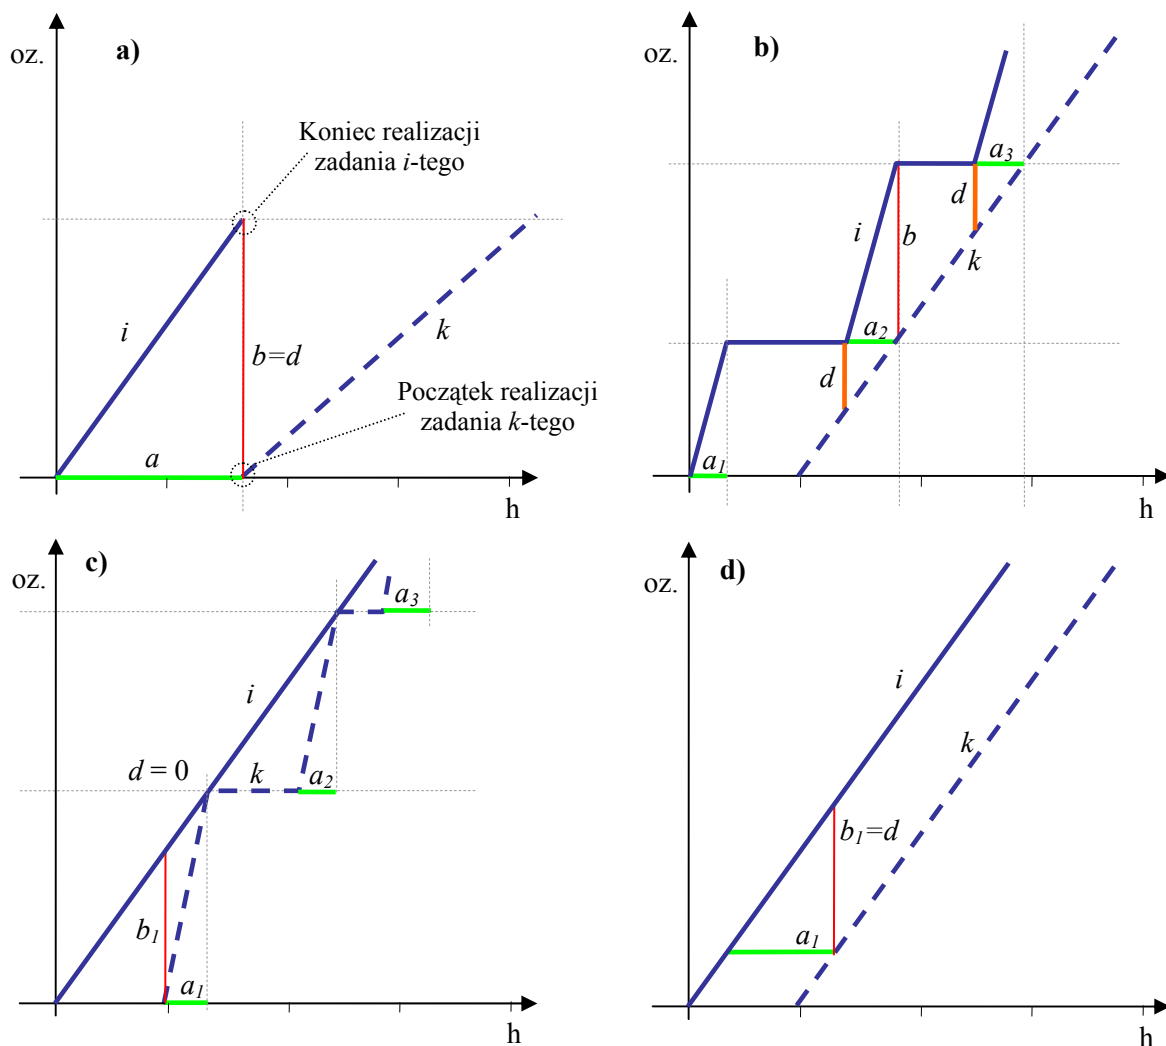 oz.
a)
Koniec realizacji
zadania i-tego
i
k
b=d
Początek realizacji
zadania k-tego
a
h
oz.
b)
a3
d
i
b
k
a2
d
a1
h
oz.
c)
a3
i
d = 0
k
a2
b1
a1
h
oz.
d)
i
k
b1=d
a1
h